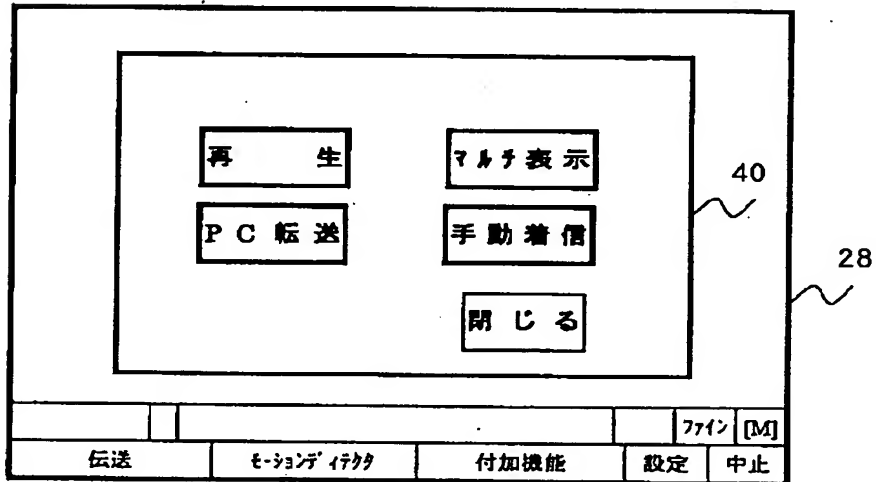 再 生 マルチ表示
40
PC転送 手動着信
28
閉じる
ファイン [M]
伝送 モーションディテクタ 付加機能 設定 中止